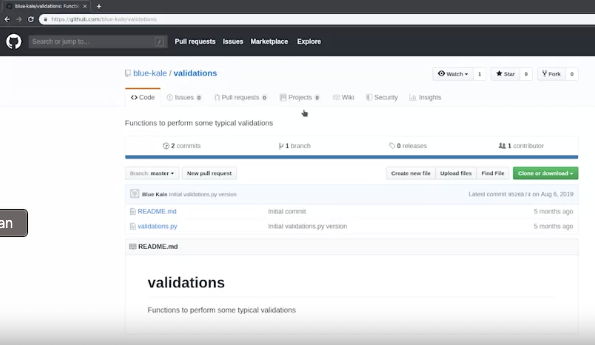 blue-kale/validations: Functi
https://github.com/blue-kale/validations
Search or jump to...
Pull requests Issues Marketplace Explore
blue-kale / validations
Watch 1 Star 0 Fork 0
Code Issues 0 Pull requests 0 Projects 0 Wiki Security Insights
Functions to perform some typical validations
2 commits 1 branch 0 releases 1 contributor
Branch: master New pull request Create new file Upload files Find File Clone or download
Blue Kale Initial validations.py version Latest commit on Aug 6, 2019
README.md Initial commit 5 months ago
validations.py Initial validations.py version 5 months ago
an
README.md
validations
Functions to perform some typical validations